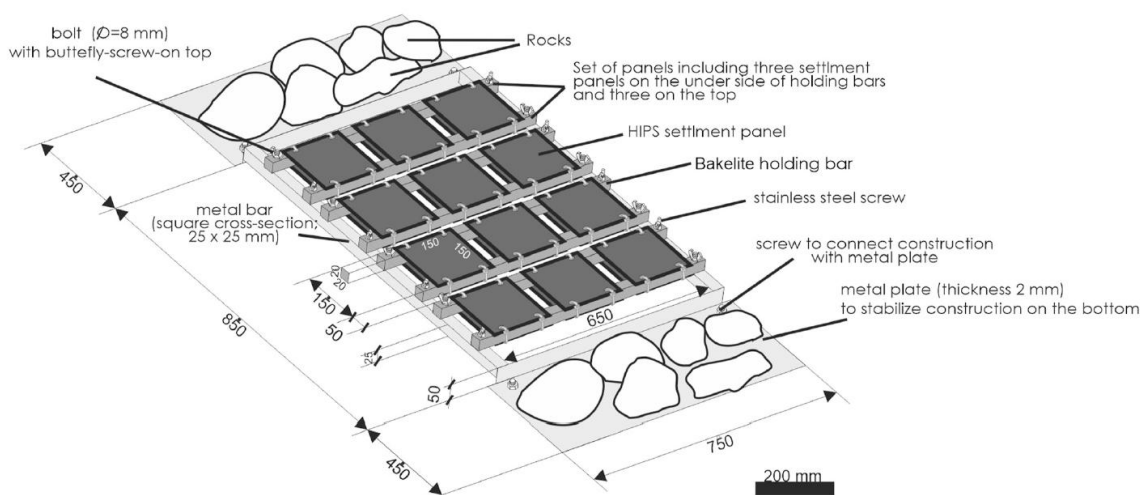 bolt (Ø=8 mm)
with buttefly-screw-on top
Rocks
Set of panels including three settlment
panels on the under side of holding bars
and three on the top
HIPS settlment panel
Bakelite holding bar
stainless steel screw
metal bar
(square cross-section;
25 x 25 mm)
screw to connect construction
with metal plate
metal plate (thickness 2 mm)
to stabilize construction on the bottom
450
850
450
150
150
20
20
150
50
25
50
650
750
200 mm